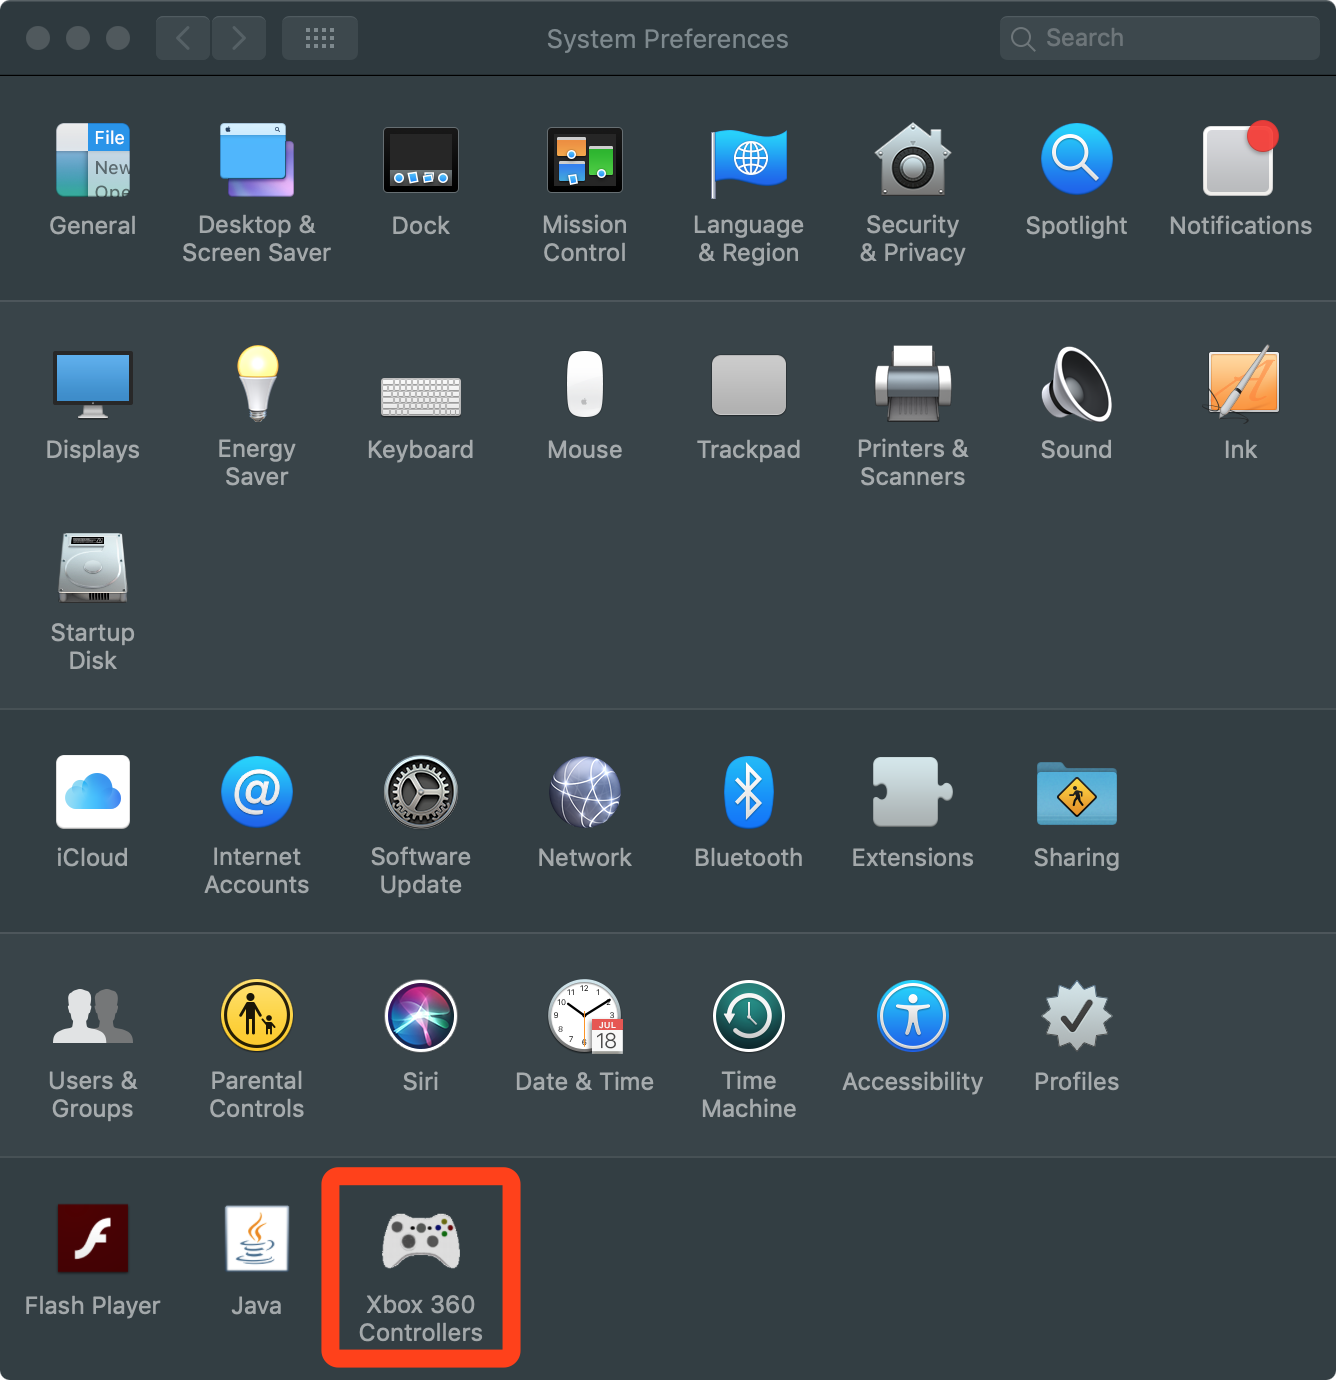 System Preferences
Search
File
New
Ope
General
Desktop &
Screen Saver
Dock
Mission
Control
Language
& Region
Security
& Privacy
Spotlight
Notifications
Displays
Energy
Saver
Keyboard
Mouse
Trackpad
Printers &
Scanners
Sound
Ink
Startup
Disk
iCloud
@
Internet
Accounts
Software
Update
Network
Bluetooth
Extensions
Sharing
Users &
Groups
Parental
Controls
Siri
JUL
18
Date & Time
Time
Machine
Accessibility
Profiles
Flash Player
Java
Xbox 360
Controllers